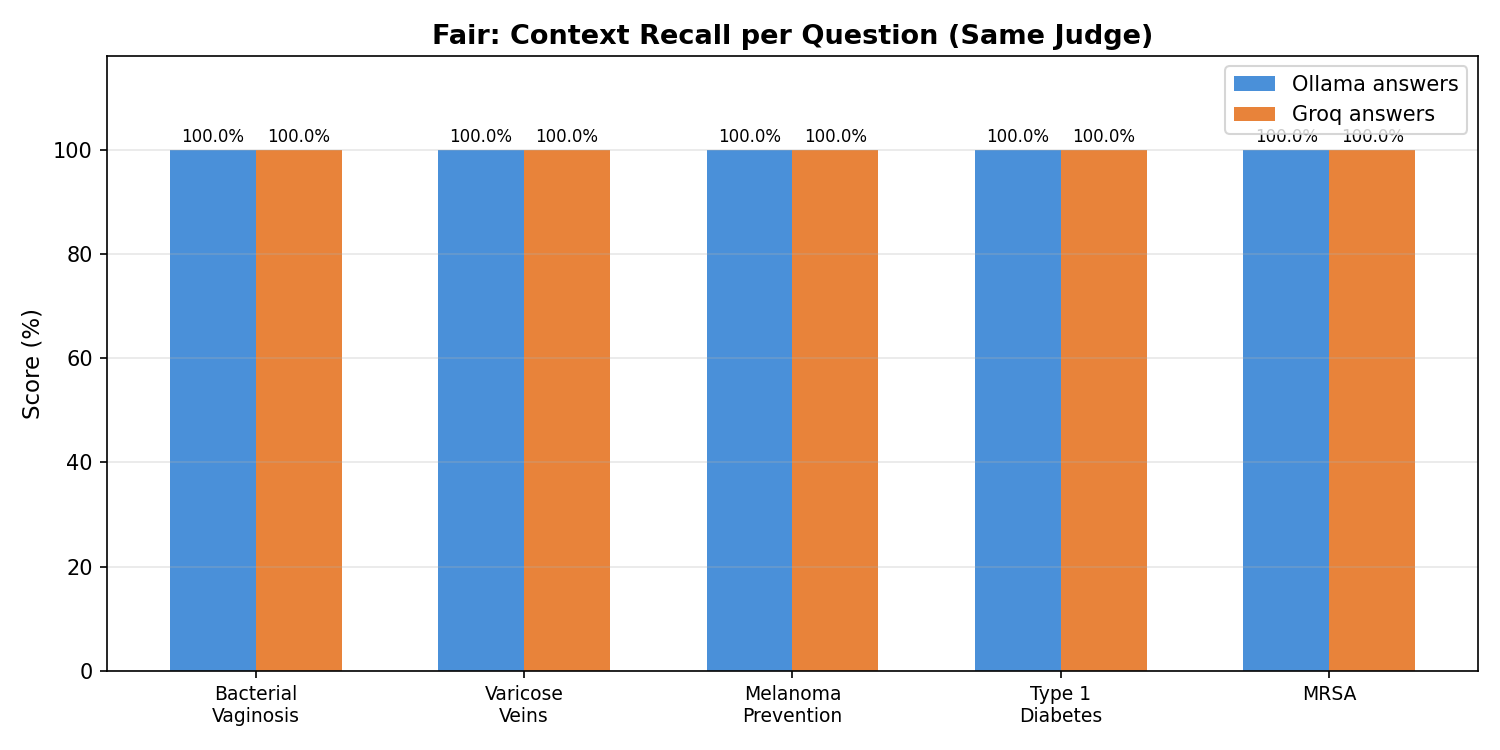 Fair: Context Recall per Question (Same Judge)
Ollama answers
Groq answers
100.0% 100.0% 100.0% 100.0% 100.0% 100.0% 100.0% 100.0% 100.0% 100.0%
100
80
60
40
20
0
Score (%)
Bacterial Varicose Melanoma Type 1 MRSA
Vaginosis Veins Prevention Diabetes